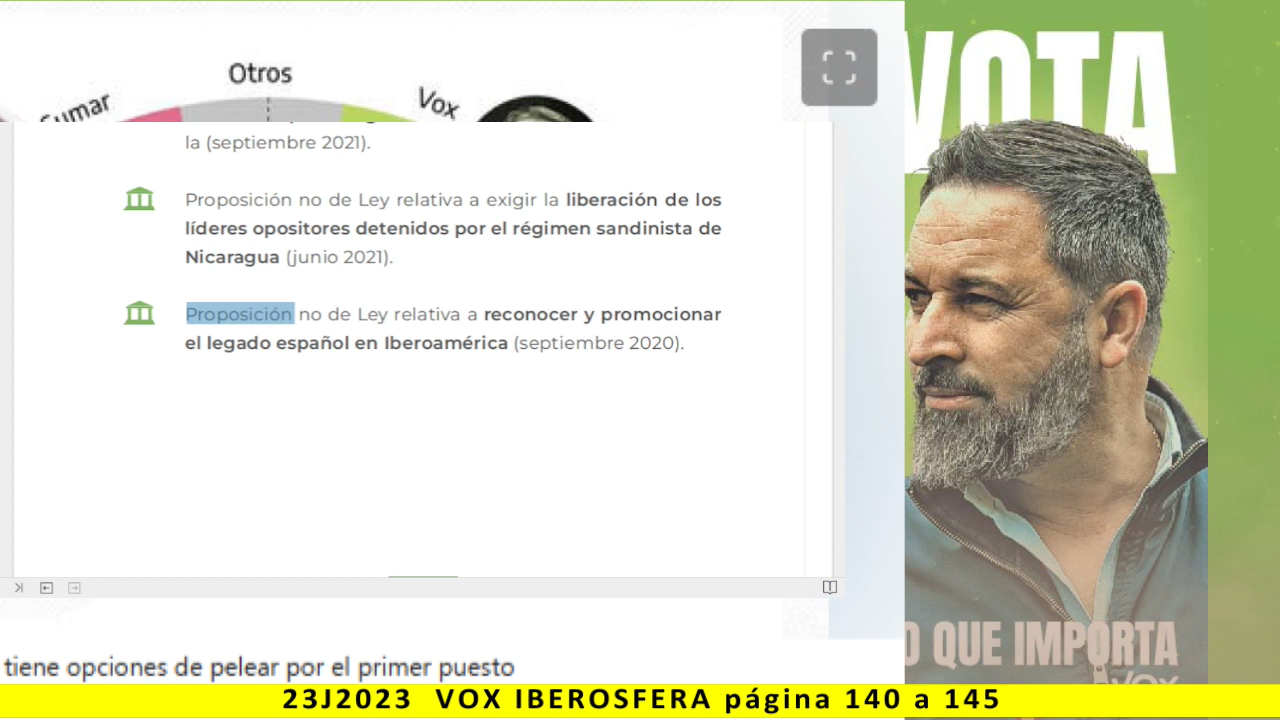 Otros
Sumar
Vox
VOTA
la (septiembre 2021).
Proposición no de Ley relativa a exigir la liberación de los
líderes opositores detenidos por el régimen sandinista de
Nicaragua (junio 2021).
Proposición no de Ley relativa a reconocer y promocionar
el legado español en Iberoamérica (septiembre 2020).
O QUE IMPORTA
VOX
tiene opciones de pelear por el primer puesto
23J2023 VOX IBEROSFERA página 140 a 145